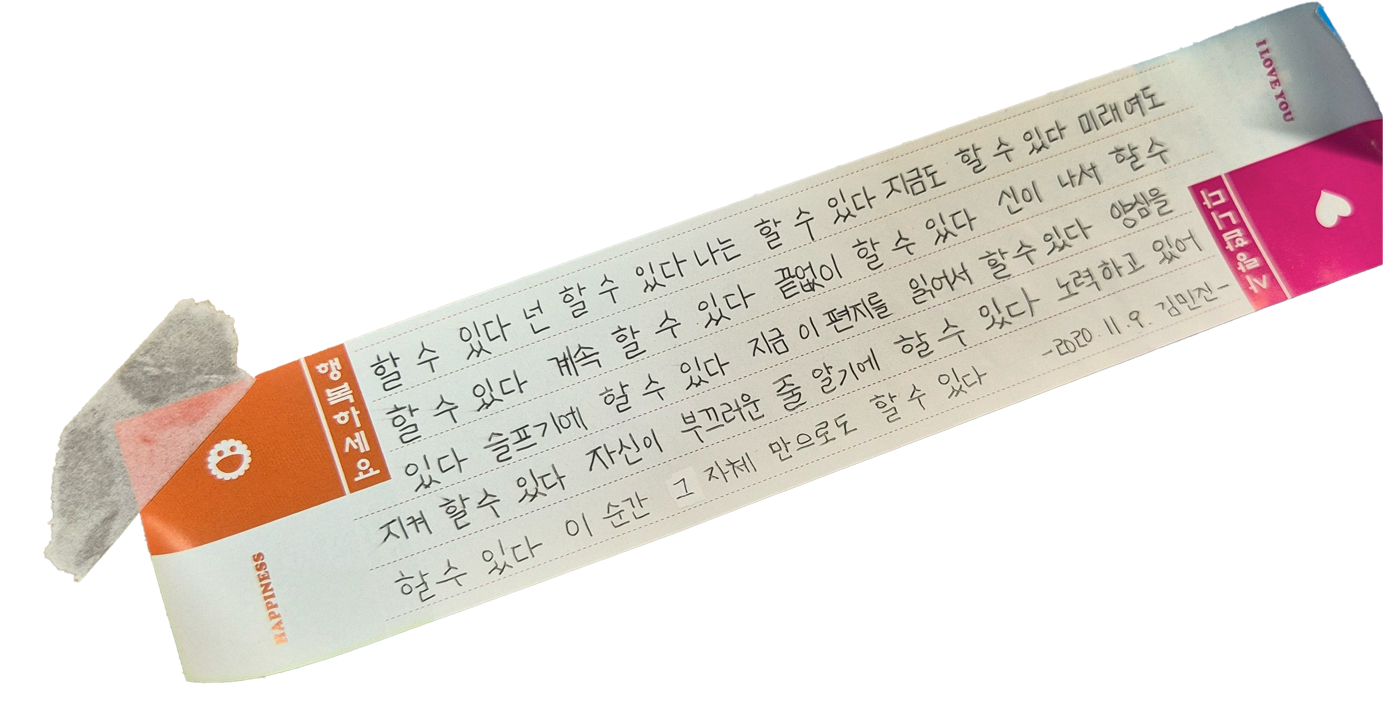 행복하세요
HAPPINESS
할 수 있다 넌 할 수 있다 나는 할 수 있다 지금도 할 수 있다 미래여도
할 수 있다 계속 할 수 있다 끝없이 할 수 있다 신이 나서 할 수
있다 슬프기에 할 수 있다 지금 이 편지를 읽어서 할 수 있다 양심을
지켜 할 수 있다 자신이 부끄러운 줄 알기에 할 수 있다 노력하고 있어
할 수 있다 이 순간 그 자체 만으로도 할 수 있다
-2020 11. 9. 김민진-
I LOVE YOU
사랑합니다